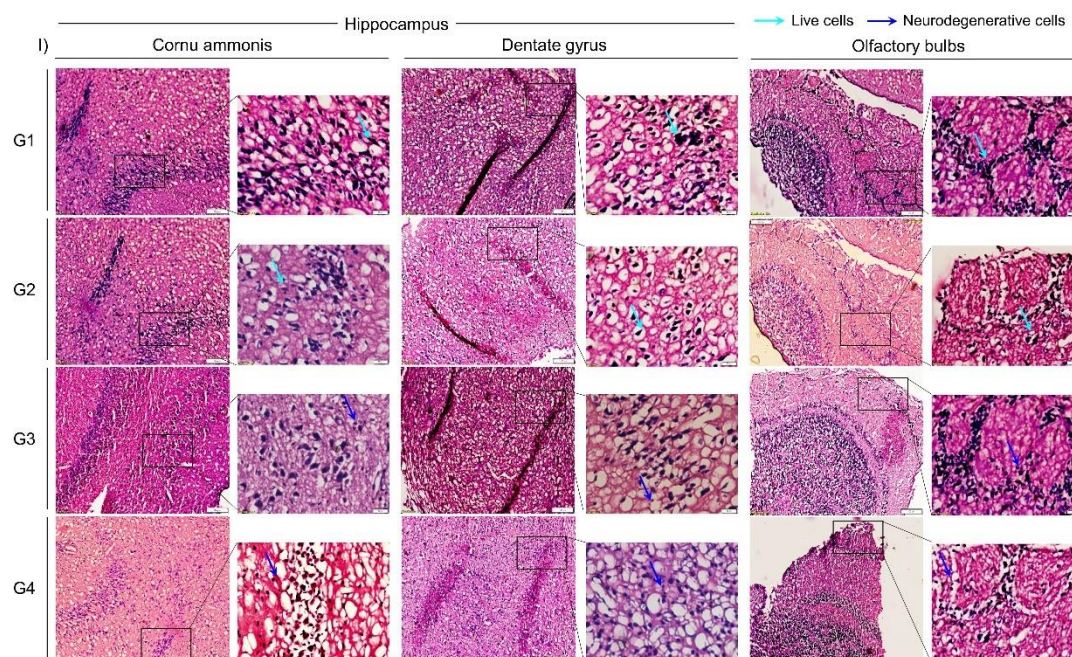 Hippocampus
Live cells
Neurodegenerative cells
I)
Cornu ammonis
Dentate gyrus
Olfactory bulbs
G1
G2
G3
G4